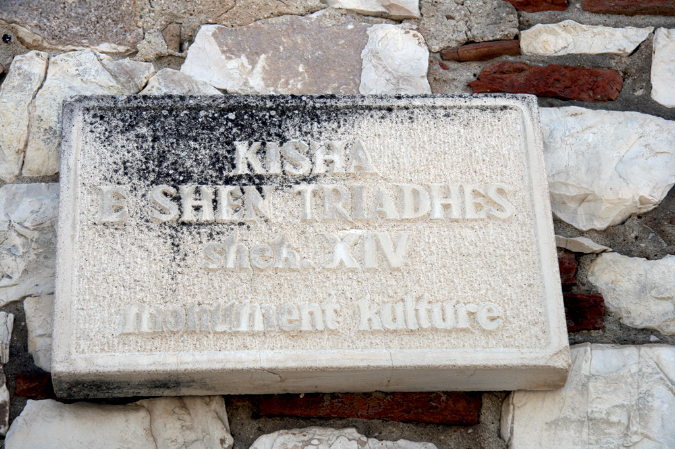 KISHA
E SHEN TRIADHES
shek. XIV
monument kulture